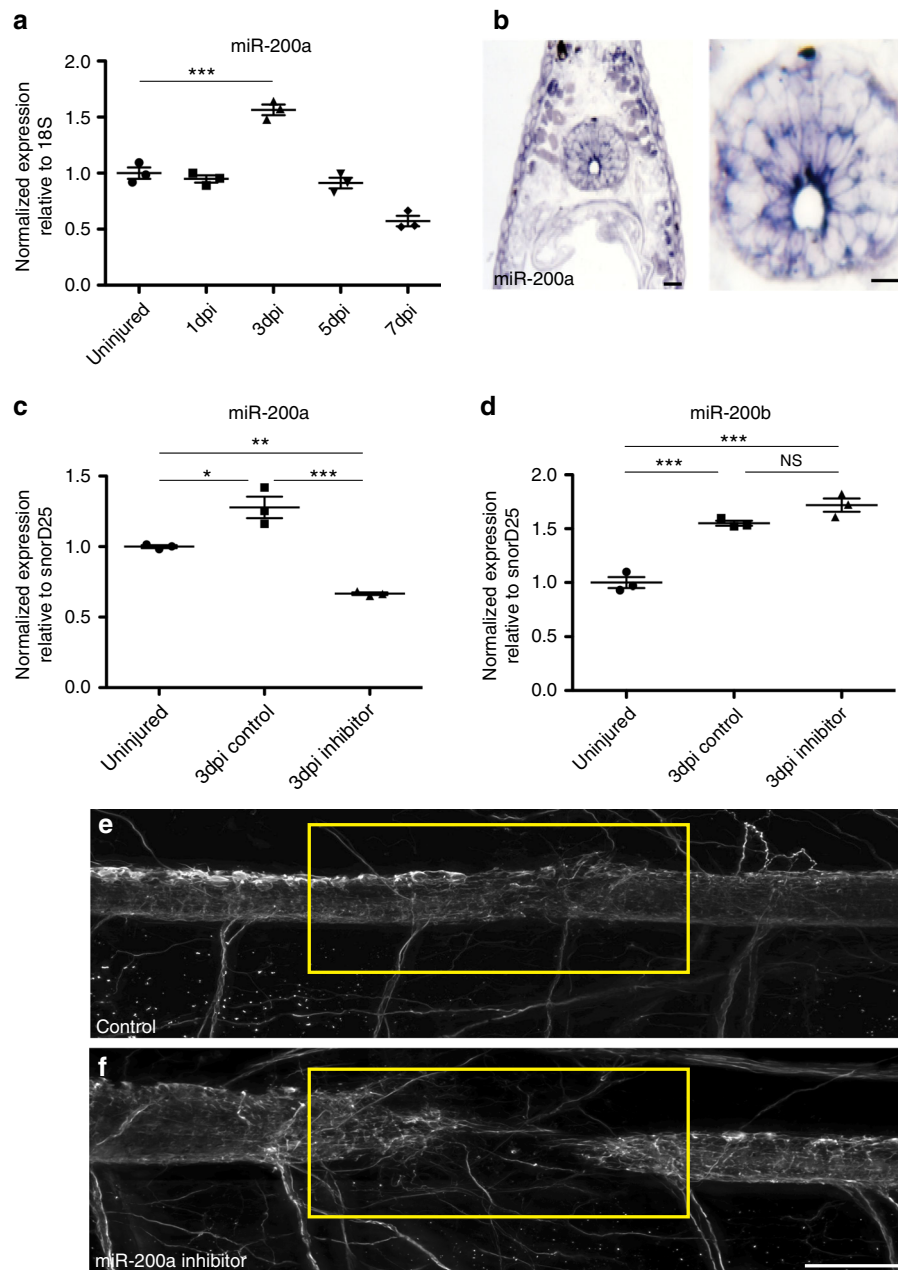 a
miR-200a
***
Normalized expression
relative to 18S
2.0
1.5
1.0
0.5
0.0
Uninjured
1dpi
3dpi
5dpi
7dpi
b
miR-200a
c
miR-200a
**
*
***
Normalized expression
relative to snorD25
1.5
1.0
0.5
0.0
Uninjured
3dpi control
3dpi inhibitor
d
miR-200b
***
***
NS
Normalized expression
relative to snorD25
2.0
1.5
1.0
0.5
0.0
Uninjured
3dpi control
3dpi inhibitor
e
Control
f
miR-200a inhibitor